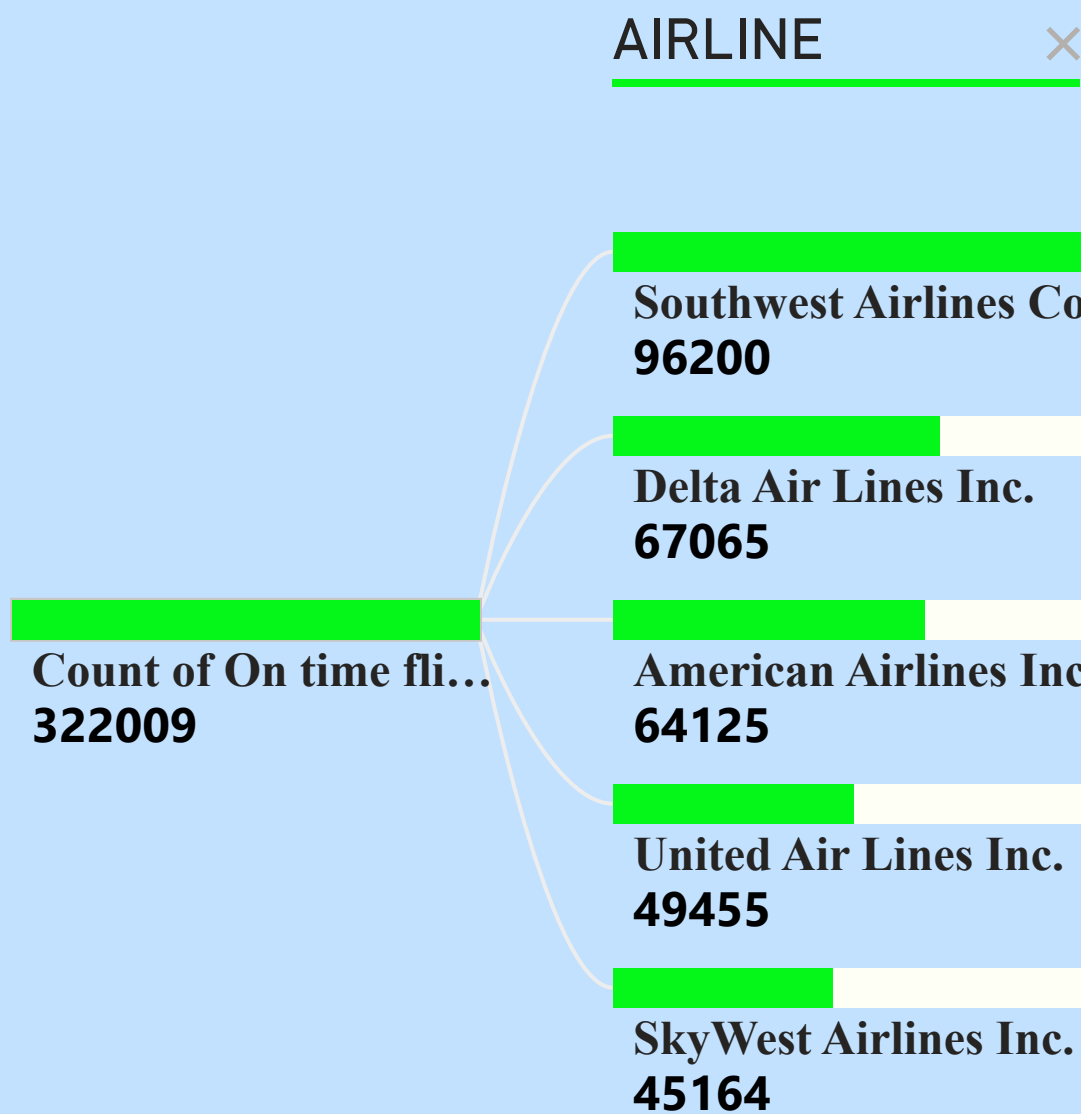 AIRLINE
Southwest Airlines Co
96200
Delta Air Lines Inc.
67065
American Airlines Inc
64125
Count of On time fli…
322009
United Air Lines Inc.
49455
SkyWest Airlines Inc.
45164